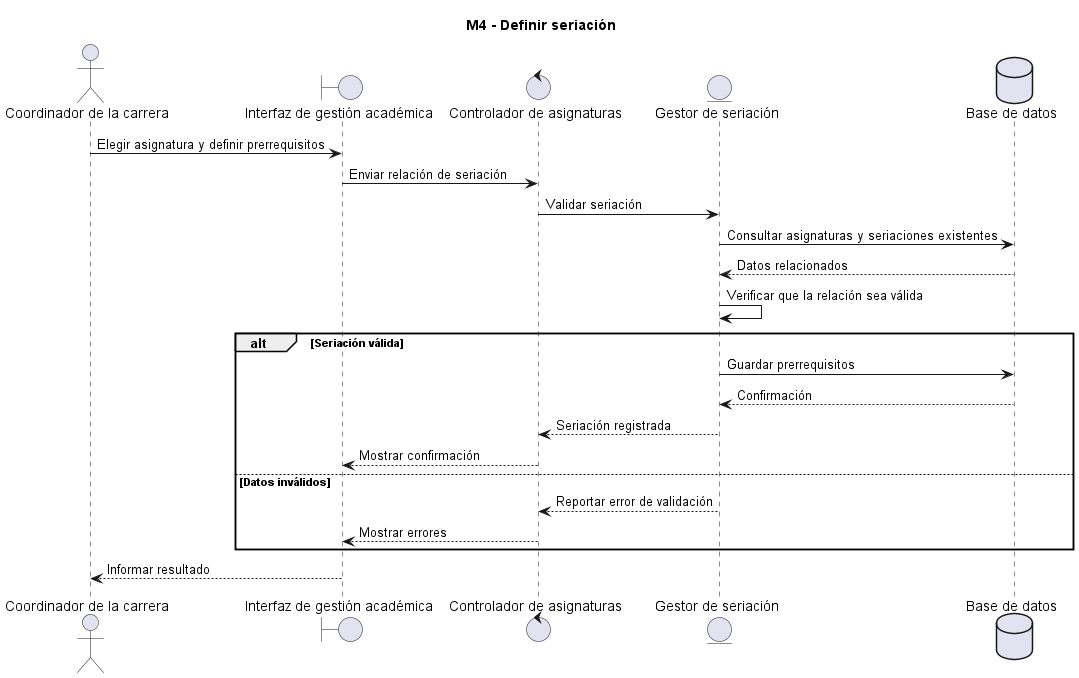 M4 - Definir seriación
Coordinador de la carrera
Interfaz de gestión académica
Controlador de asignaturas
Gestor de seriación
Base de datos
Elegir asignatura y definir prerrequisitos
Enviar relación de seriación
Validar seriación
Consultar asignaturas y seriaciones existentes
Datos relacionados
Verificar que la relación sea válida
alt
[Seriación válida]
Guardar prerrequisitos
Confirmación
Seriación registrada
Mostrar confirmación
[Datos inválidos]
Reportar error de validación
Mostrar errores
Informar resultado
Coordinador de la carrera
Interfaz de gestión académica
Controlador de asignaturas
Gestor de seriación
Base de datos